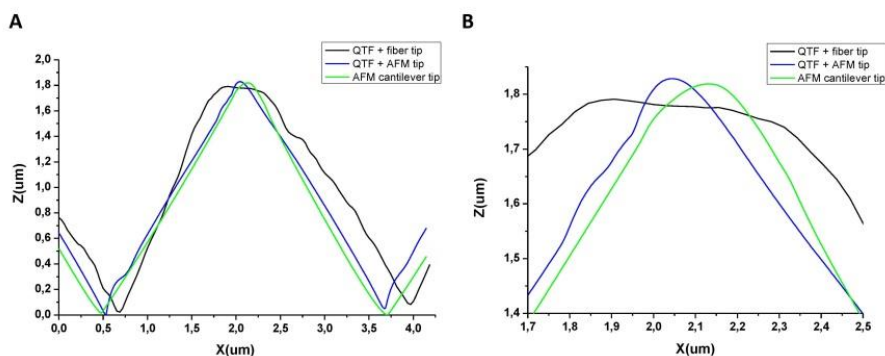 A
QTF + fiber tip
QTF + AFM tip
AFM cantilever tip
2,0
1,8
1,6
1,4
1,2
1,0
0,8
0,6
0,4
0,2
0,0
Z(um)
0,0 0,5 1,0 1,5 2,0 2,5 3,0 3,5 4,0
X(um)
B
QTF + fiber tip
QTF + AFM tip
AFM cantilever tip
1,8
1,7
1,6
1,5
1,4
Z(um)
1,7 1,8 1,9 2,0 2,1 2,2 2,3 2,4 2,5
X(um)